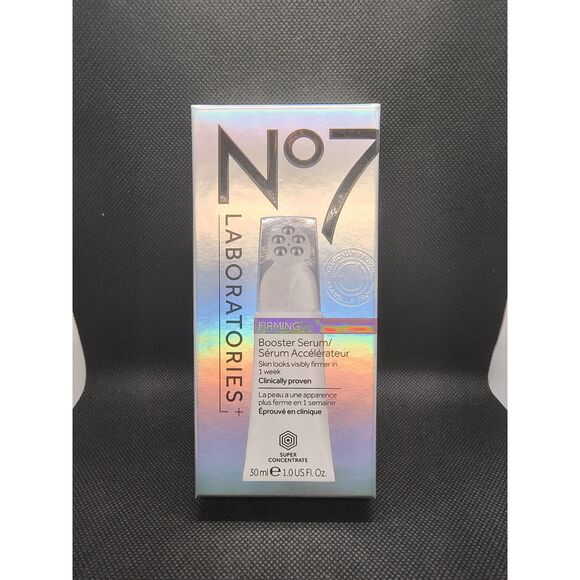 No7
LABORATORIES+
FIRMING
Booster Serum/
Sérum Accélérateur
Skin looks visibly firmer in
1 week
Clinically proven
La peau a une apparence
plus ferme en 1 semaine
Éprouvé en clinique
SUPER
CONCENTRATE
30 ml e 1.0 US Fl. Oz.